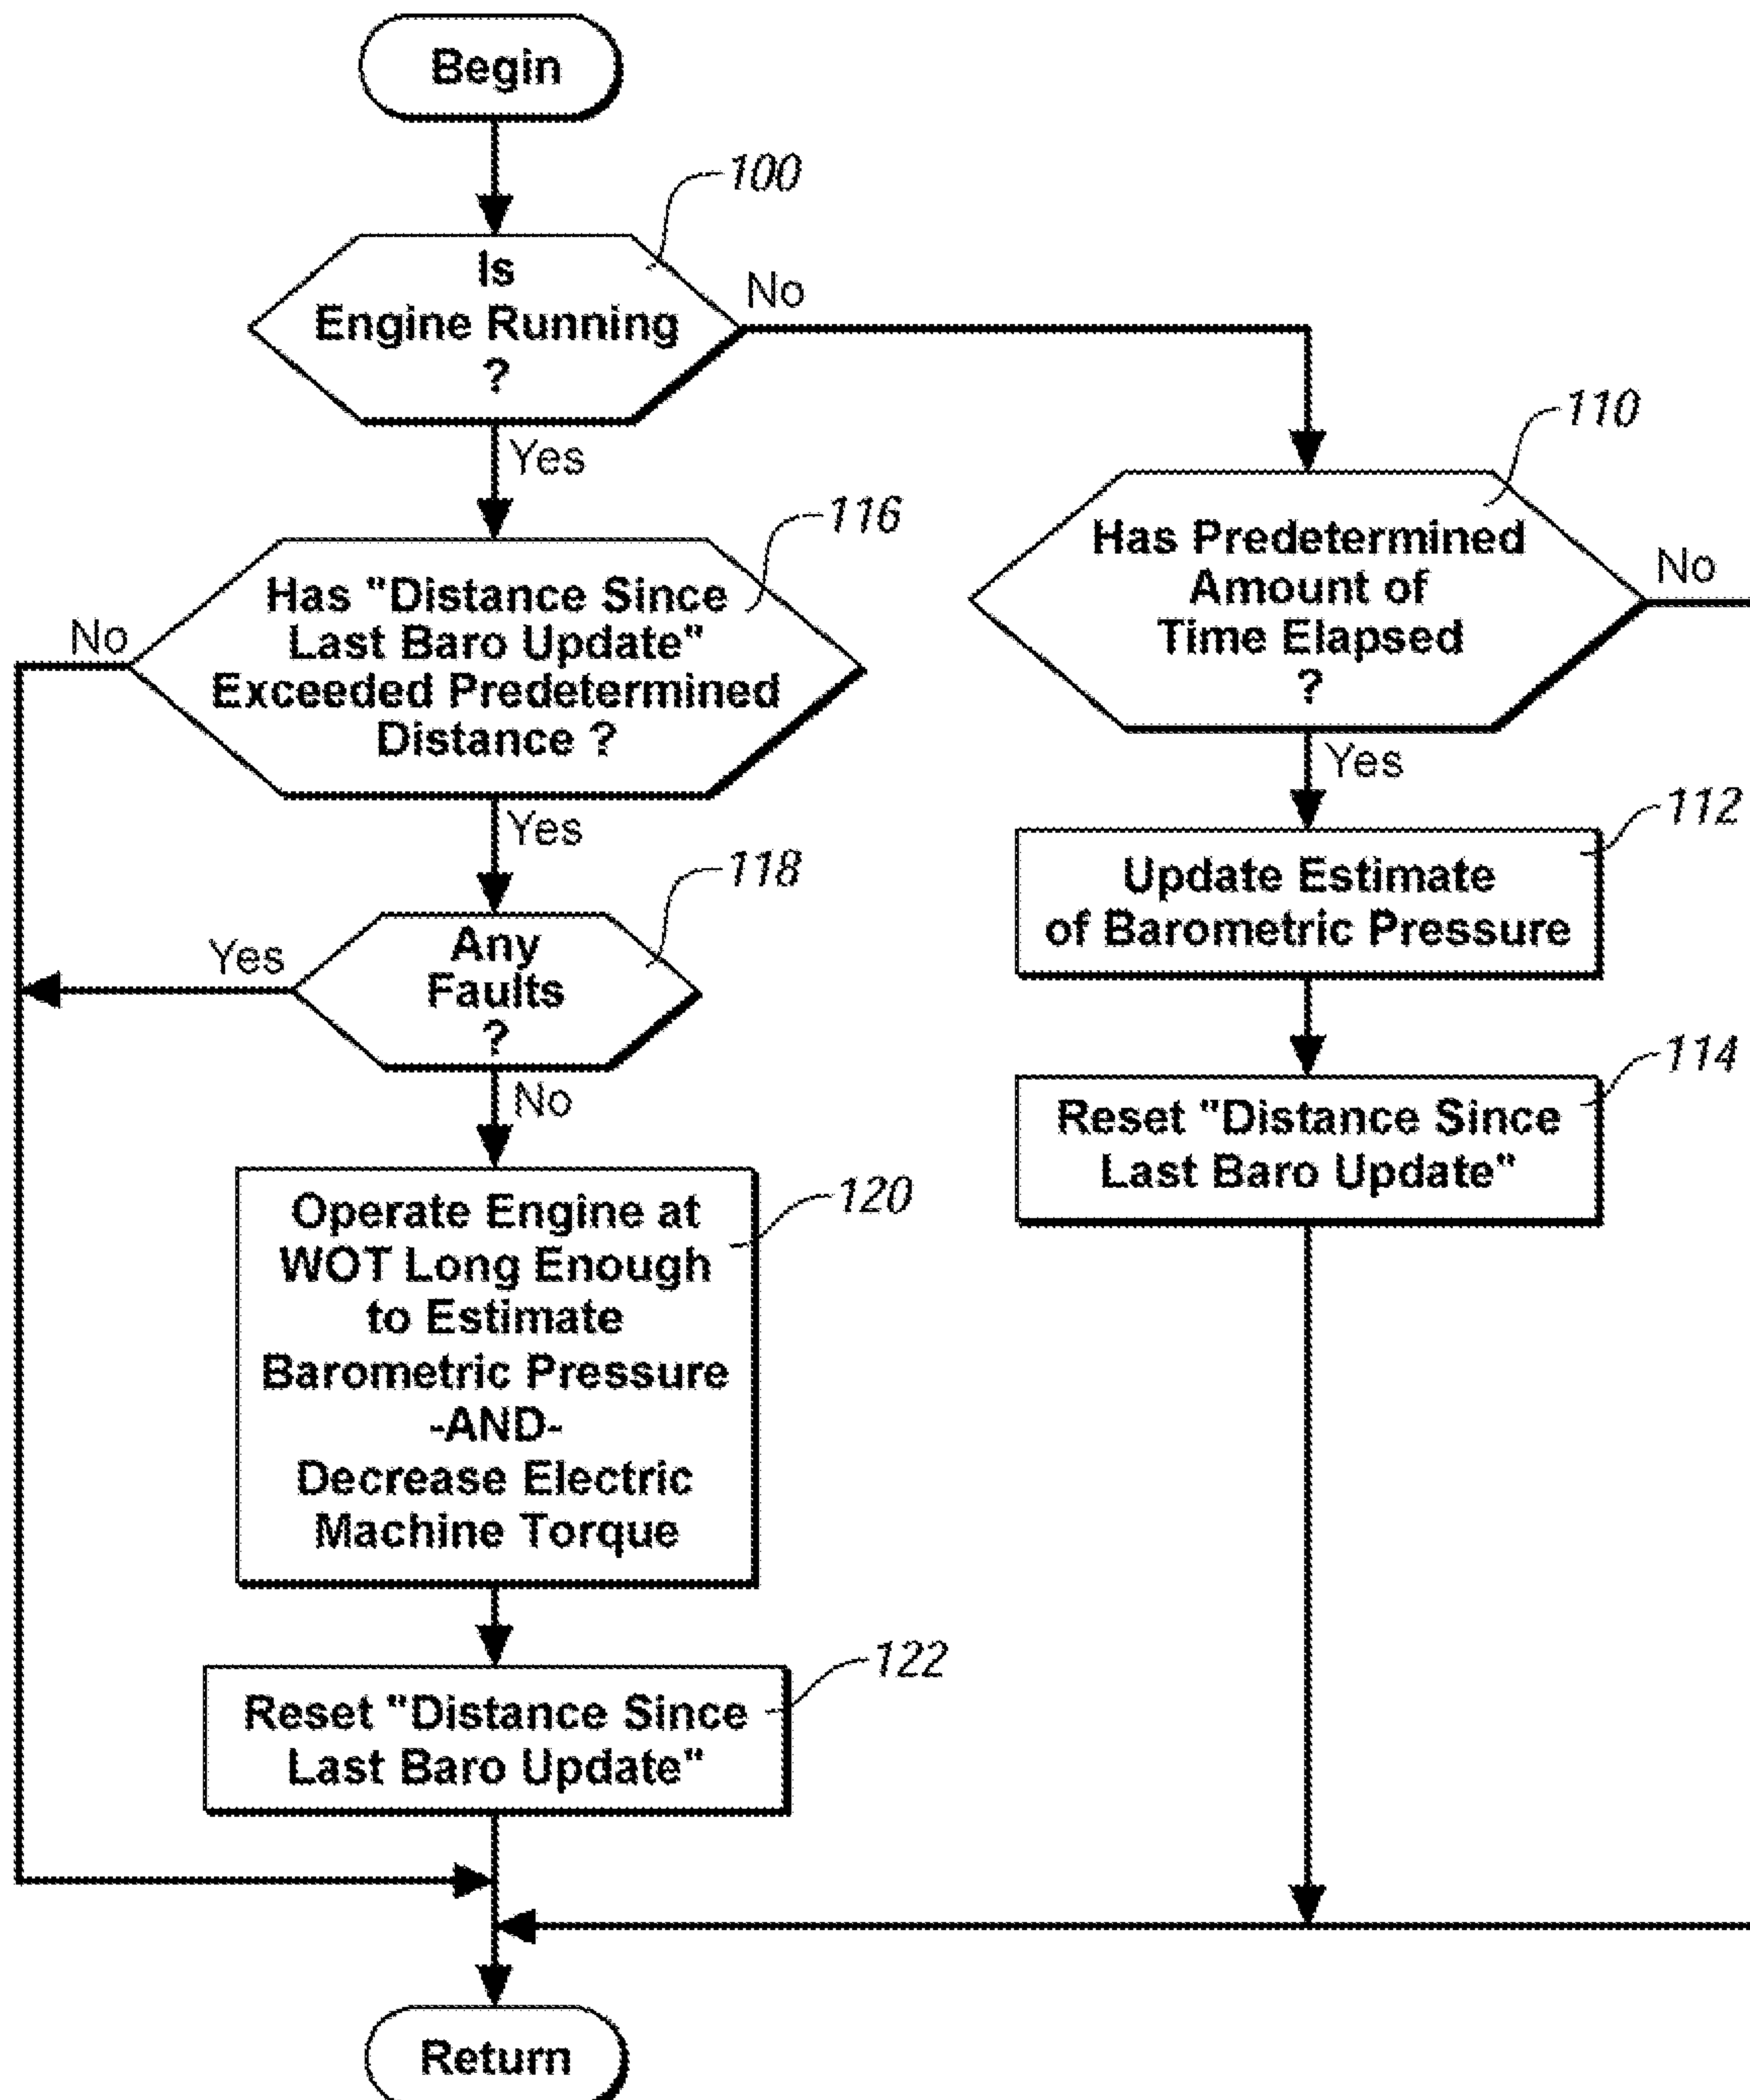 Begin
100
Is
Engine Running
?
No
Yes
110
Has Predetermined
Amount of
Time Elapsed
?
No
Yes
116
Has "Distance Since
Last Baro Update"
Exceeded Predetermined
Distance ?
No
Yes
112
Update Estimate
of Barometric Pressure
118
Any
Faults
?
Yes
No
114
Reset "Distance Since
Last Baro Update"
120
Operate Engine at
WOT Long Enough
to Estimate
Barometric Pressure
-AND-
Decrease Electric
Machine Torque
122
Reset "Distance Since
Last Baro Update"
Return